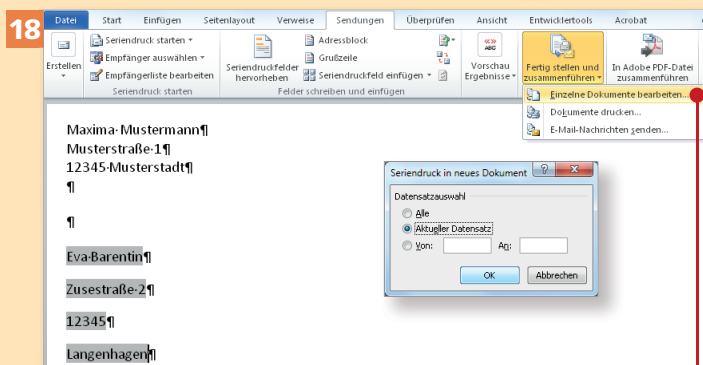 18
Datei Start Einfügen Seitenlayout Verweise Sendungen Überprüfen Ansicht Entwicklertools Acrobat
Erstellen
Seriendruck starten
Empfänger auswählen
Empfängerliste bearbeiten
Seriendruck starten
Seriendruckfelder
hervorheben
Adressblock
Grußzeile
Seriendruckfeld einfügen
Felder schreiben und einfügen
ABC
Vorschau
Ergebnisse
Fertig stellen und
zusammenführen
In Adobe PDF-Datei
zusammenführen
Einzelne Dokumente bearbeiten...
Dokumente drucken...
E-Mail-Nachrichten senden...
Maxima·Mustermann¶
Musterstraße·1¶
12345·Musterstadt¶
¶
¶
Eva·Barentin¶
Zusestraße·2¶
12345¶
Langenhagen¶
Seriendruck in neues Dokument
Datensatzauswahl
Alle
Aktueller Datensatz
Von: An:
OK Abbrechen